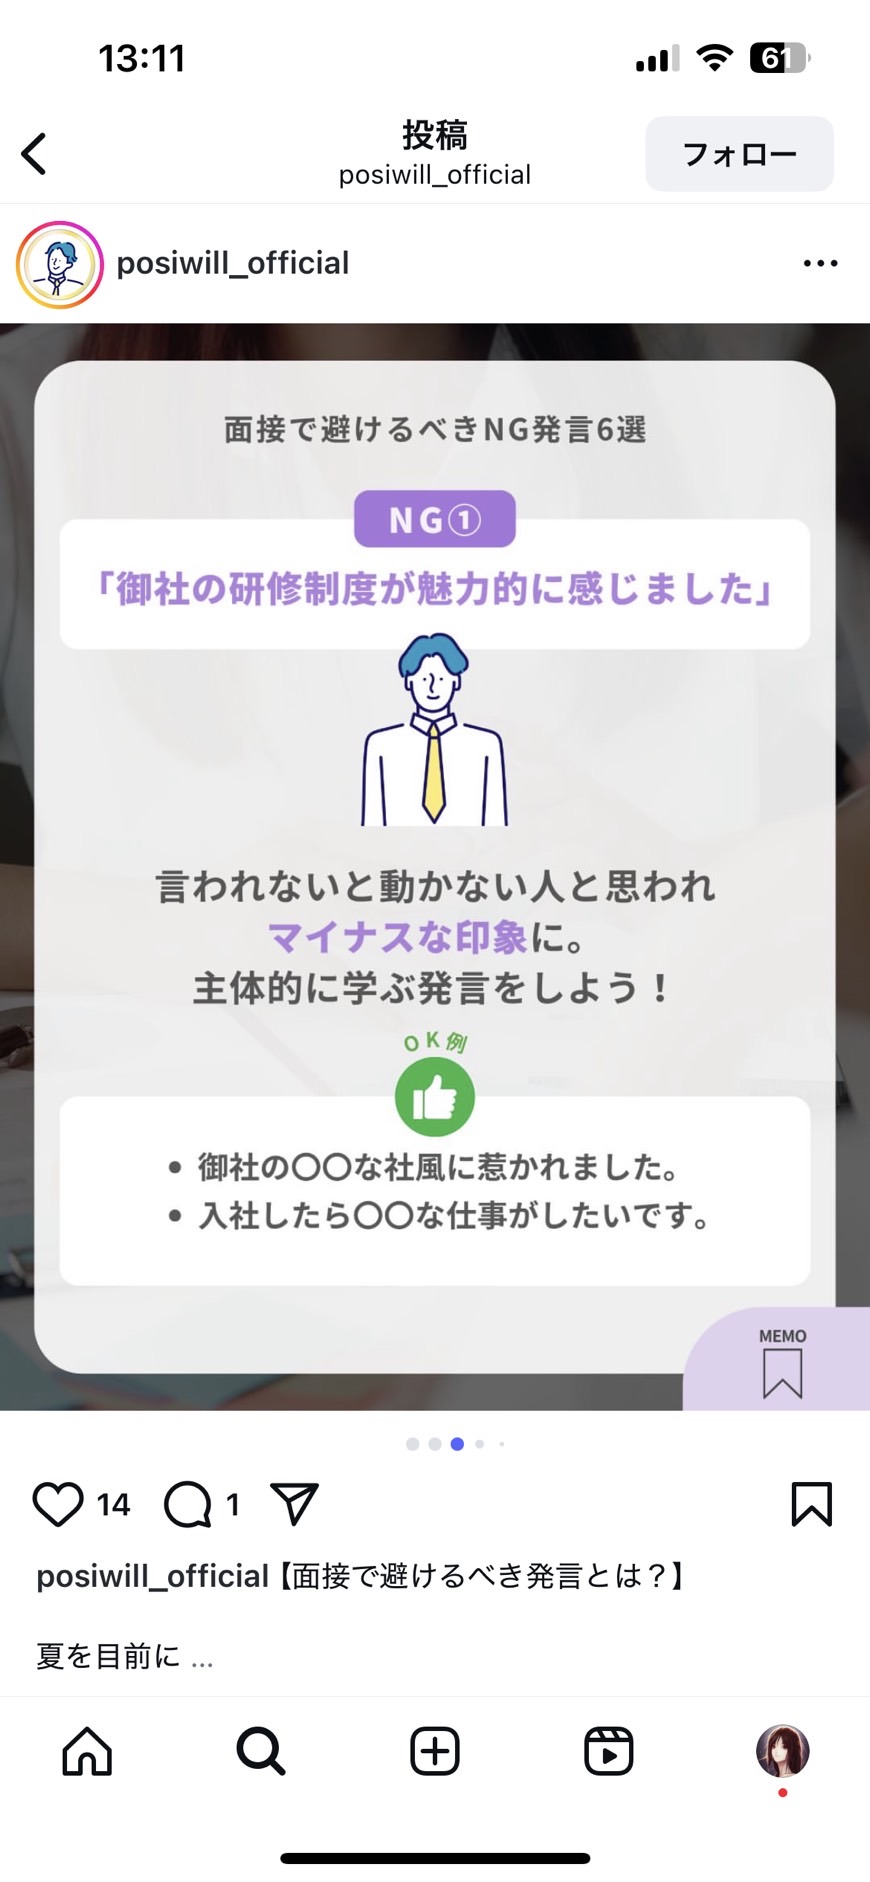 13:11
61
投稿
posiwill_official
フォロー
posiwill_official
面接で避けるべきNG発言6選
NG①
「御社の研修制度が魅力的に感じました」
言われないと動かない人と思われ
マイナスな印象に。
主体的に学ぶ発言をしよう！
OK例
• 御社の〇〇な社風に惹かれました。
• 入社したら〇〇な仕事がしたいです。
MEMO
14
1
posiwill_official【面接で避けるべき発言とは？】
夏を目前に ...